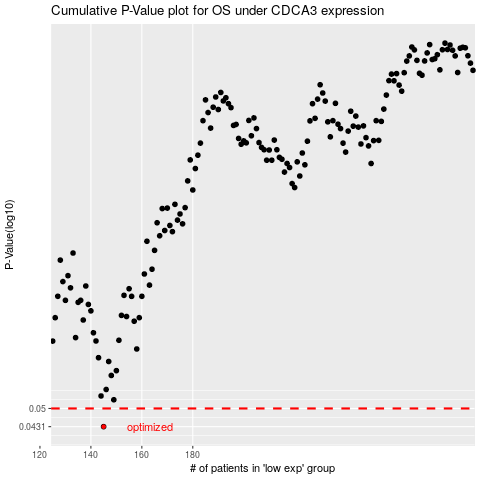 Cumulative P-Value plot for OS under CDCA3 expression
P-Value(log10)
0.05
0.0431
optimized
120 140 160 180
# of patients in 'low exp' group